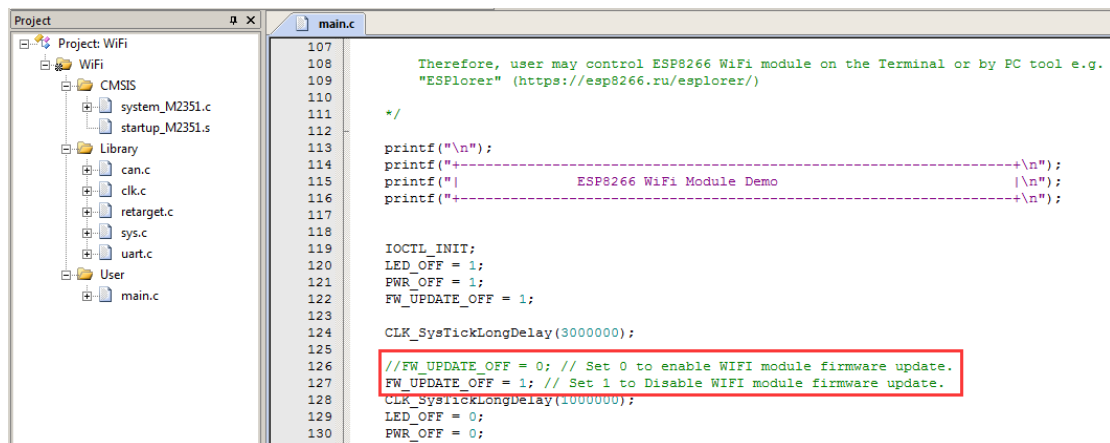 Project
Project: WiFi
WiFi
CMSIS
system_M2351.c
startup_M2351.s
Library
can.c
clk.c
retarget.c
sys.c
uart.c
User
main.c
main.c
107
108 Therefore, user may control ESP8266 WiFi module on the Terminal or by PC tool e.g.
109 "ESPlorer" (https://esp8266.ru/esplorer/)
110
111 */
112
113 printf("\n");
114 printf("+------------------------------------------------------------------+\n");
115 printf("|              ESP8266 WiFi Module Demo                            |\n");
116 printf("+------------------------------------------------------------------+\n");
117
118
119 IOCTL_INIT;
120 LED_OFF = 1;
121 PWR_OFF = 1;
122 FW_UPDATE_OFF = 1;
123
124 CLK_SysTickLongDelay(3000000);
125
126 //FW_UPDATE_OFF = 0; // Set 0 to enable WIFI module firmware update.
127 FW_UPDATE_OFF = 1; // Set 1 to Disable WIFI module firmware update.
128 CLK_SysTickLongDelay(1000000);
129 LED_OFF = 0;
130 PWR_OFF = 0;